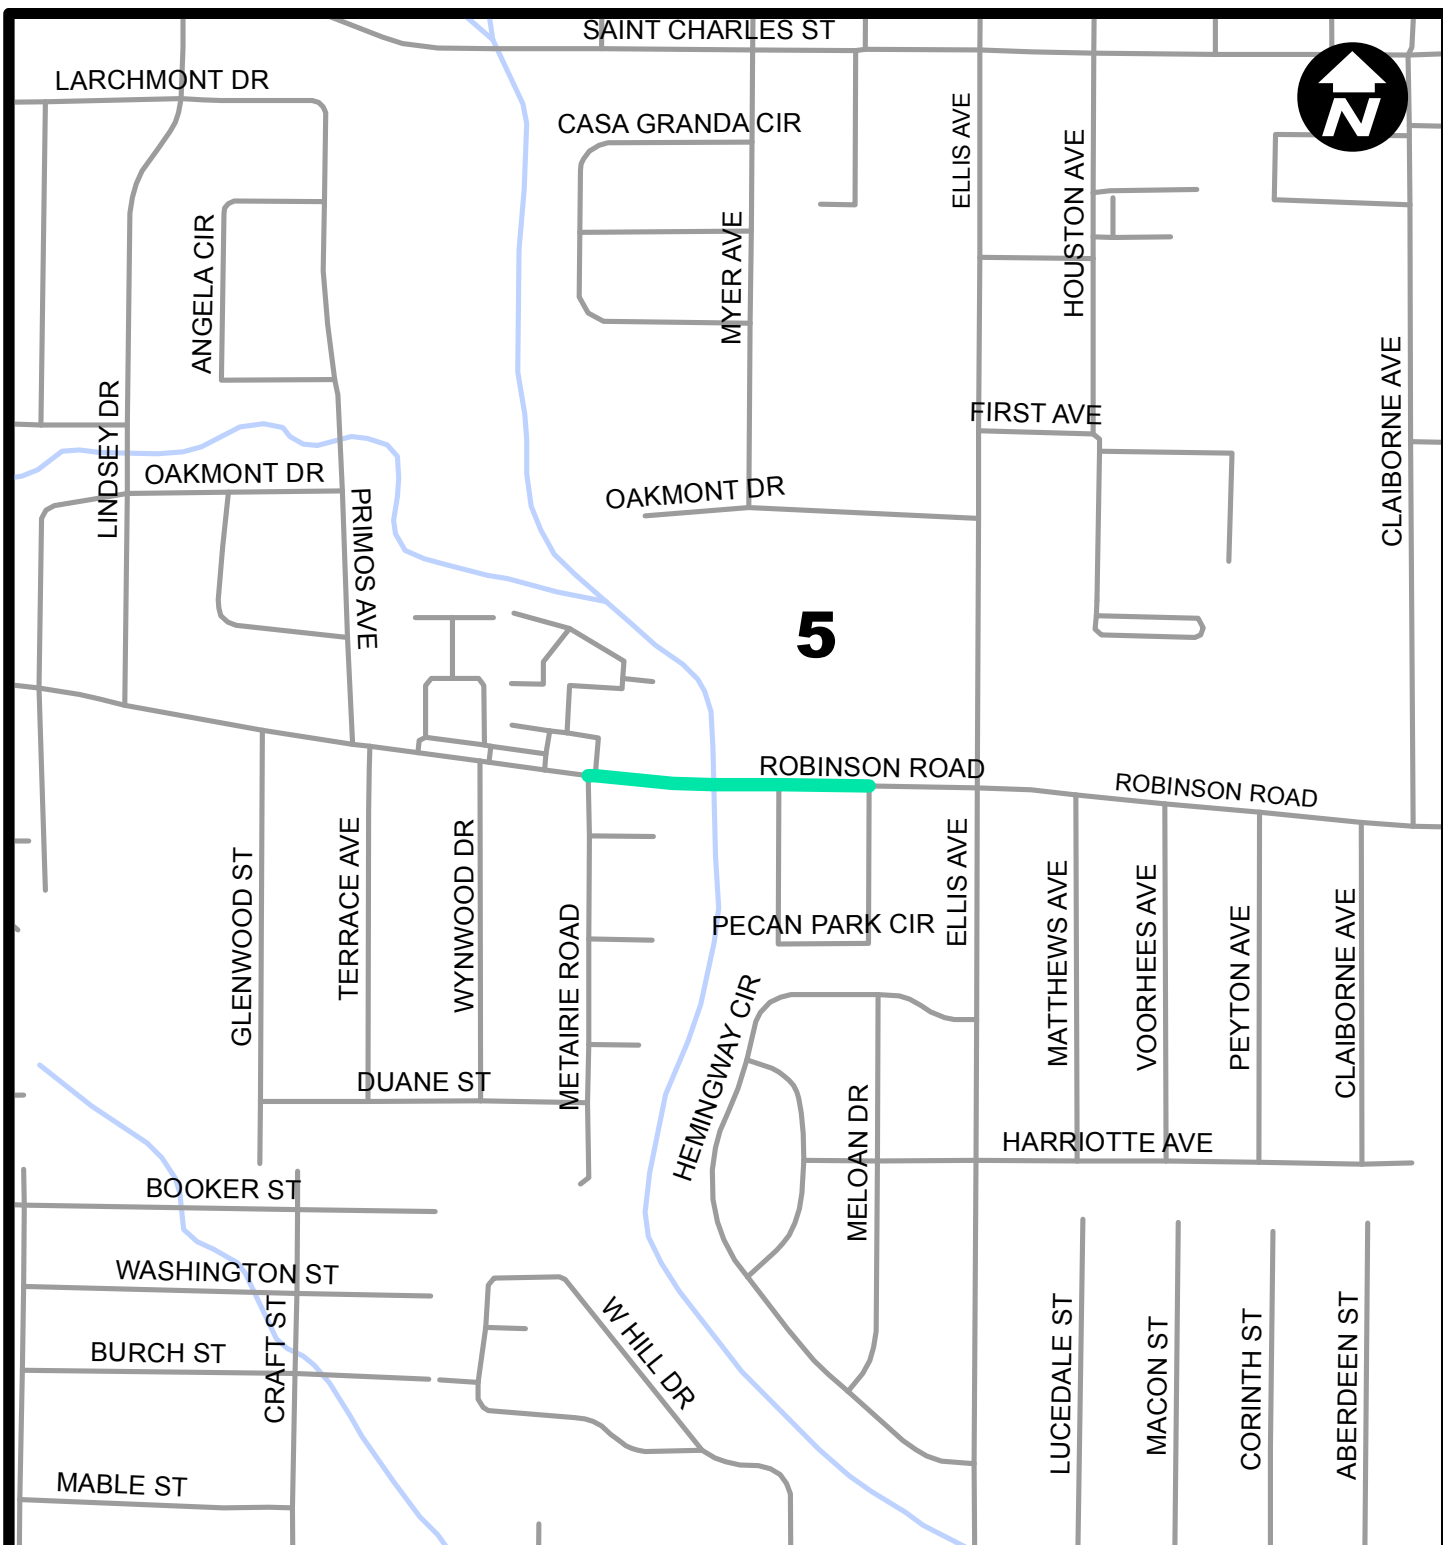 SAINT CHARLES ST
LARCHMONT DR
N
CASA GRANDA CIR
ELLIS AVE
HOUSTON AVE
ANGELA CIR
MYER AVE
CLAIBORNE AVE
LINDSEY DR
FIRST AVE
OAKMONT DR
OAKMONT DR
PRIMOS AVE
5
ROBINSON ROAD
ROBINSON ROAD
GLENWOOD ST
TERRACE AVE
WYNWOOD DR
METAIRIE ROAD
PECAN PARK CIR
ELLIS AVE
MATTHEWS AVE
VOORHEES AVE
PEYTON AVE
CLAIBORNE AVE
HEMINGWAY CIR
DUANE ST
MELOAN DR
HARRIOTTE AVE
BOOKER ST
WASHINGTON ST
CRAFT ST
BURCH ST
W HILL DR
LUCEDALE ST
MACON ST
CORINTH ST
ABERDEEN ST
MABLE ST